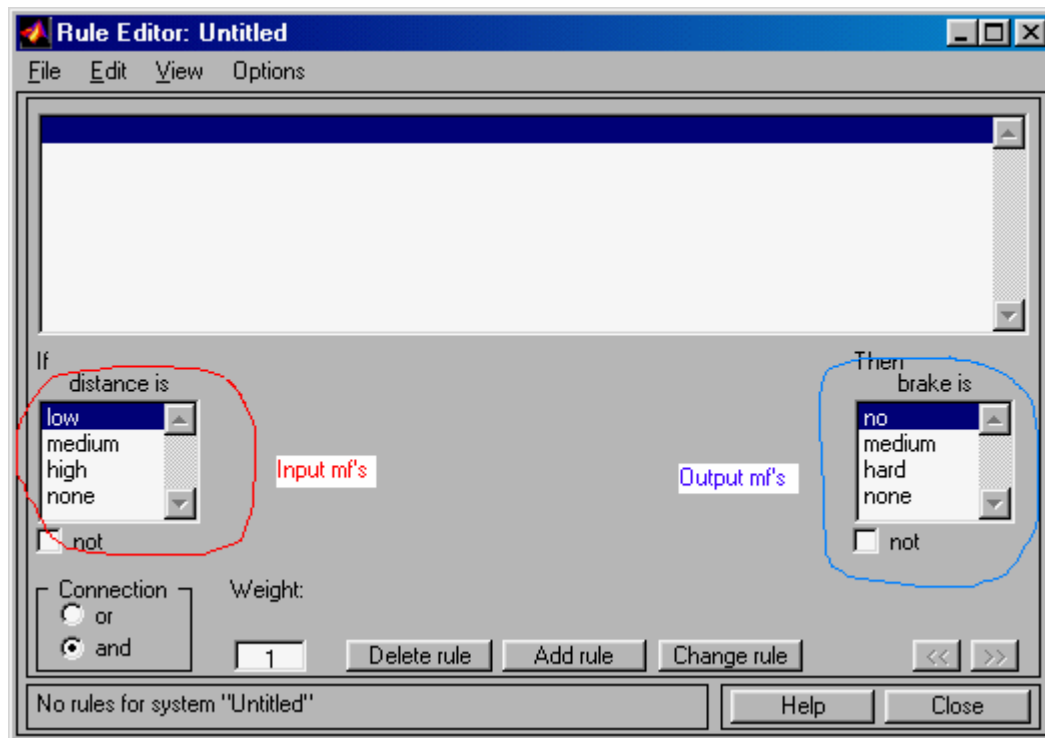 Rule Editor: Untitled
File Edit View Options
If
distance is
low
medium
high
none
not
Input mf's
Then
brake is
no
medium
hard
none
not
Output mf's
Connection
or
and
Weight:
1
Delete rule Add rule Change rule << >>
No rules for system "Untitled"
Help Close